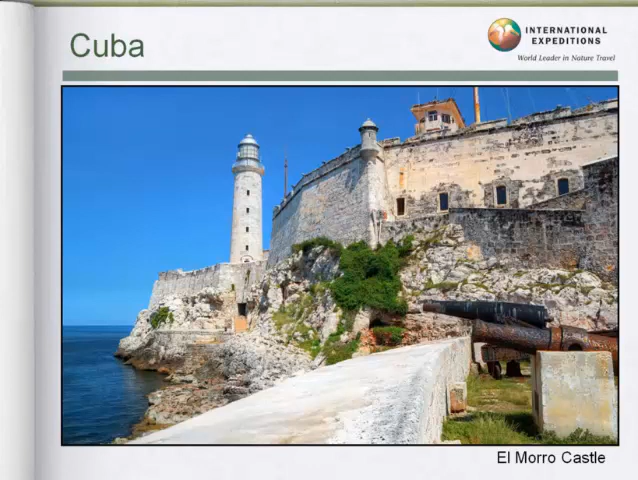 Cuba
INTERNATIONAL
EXPEDITIONS
World Leader in Nature Travel
El Morro Castle